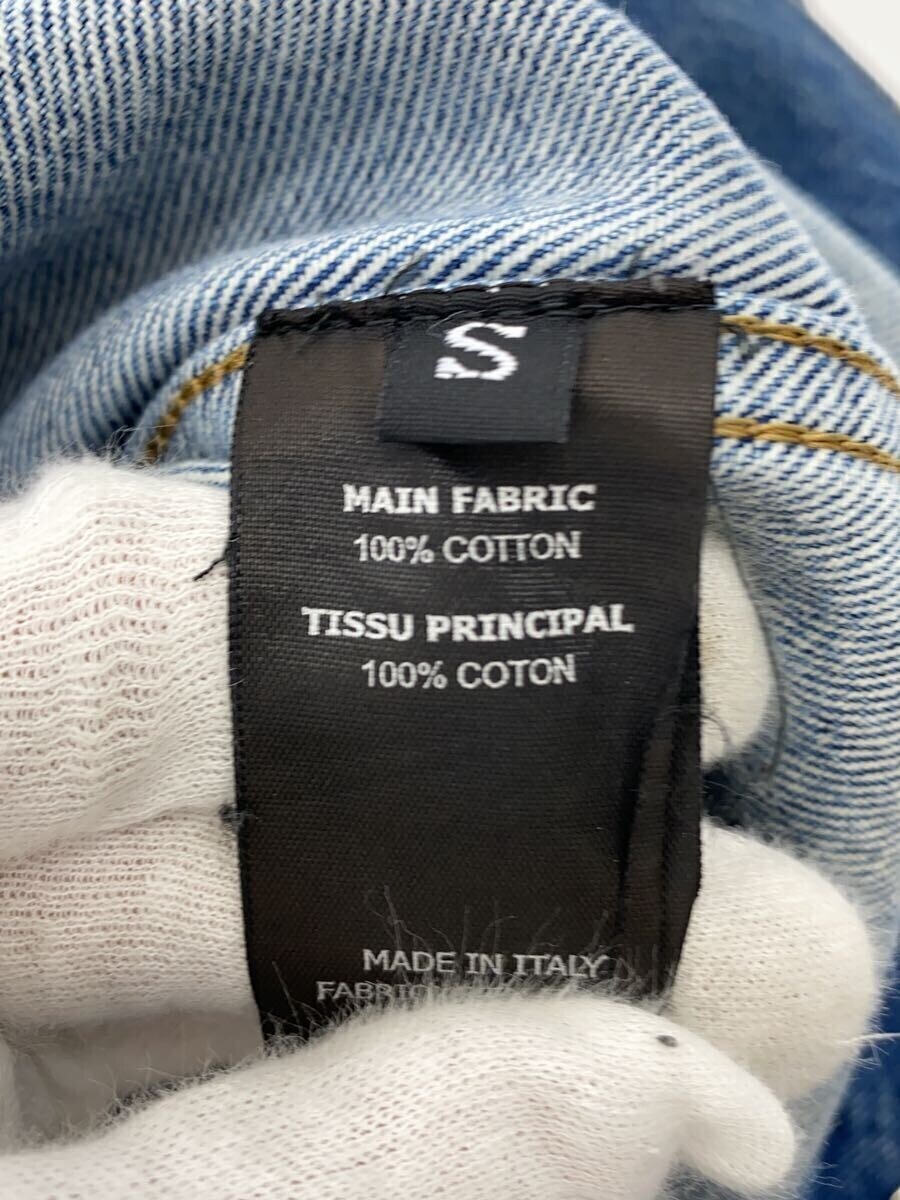 S
MAIN FABRIC
100% COTTON
TISSU PRINCIPAL
100% COTON
MADE IN ITALY